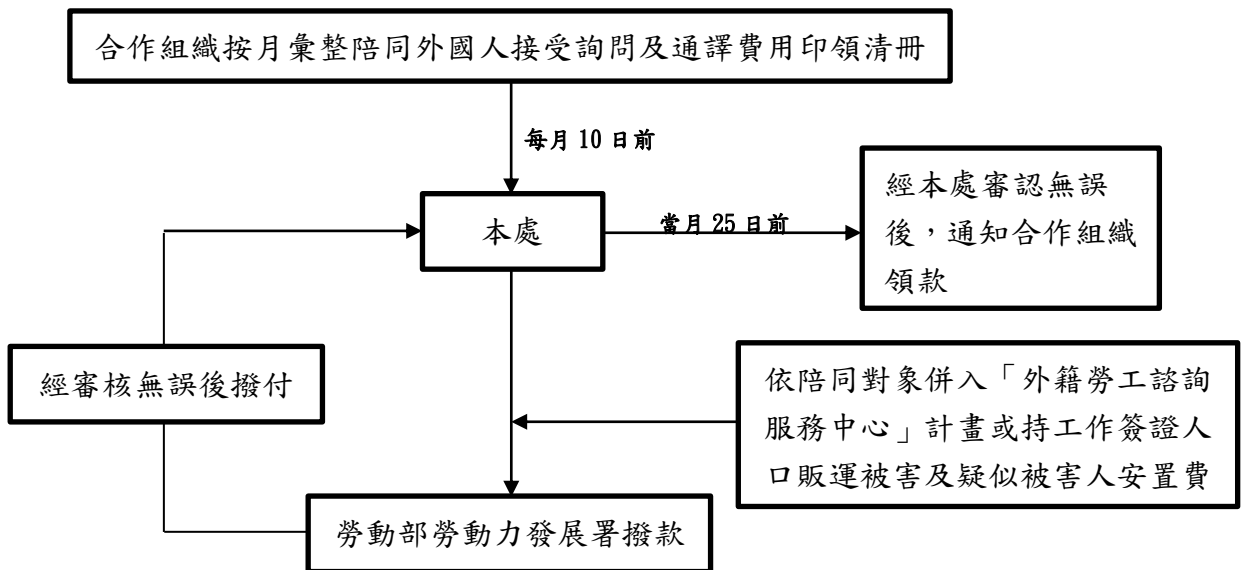 合作組織按月彙整陪同外國人接受詢問及通譯費用印領清冊
每月 10 日前
本處
當月 25 日前
經本處審認無誤
後，通知合作組織
領款
經審核無誤後撥付
依陪同對象併入「外籍勞工諮詢
服務中心」計畫或持工作簽證人
口販運被害及疑似被害人安置費
勞動部勞動力發展署撥款